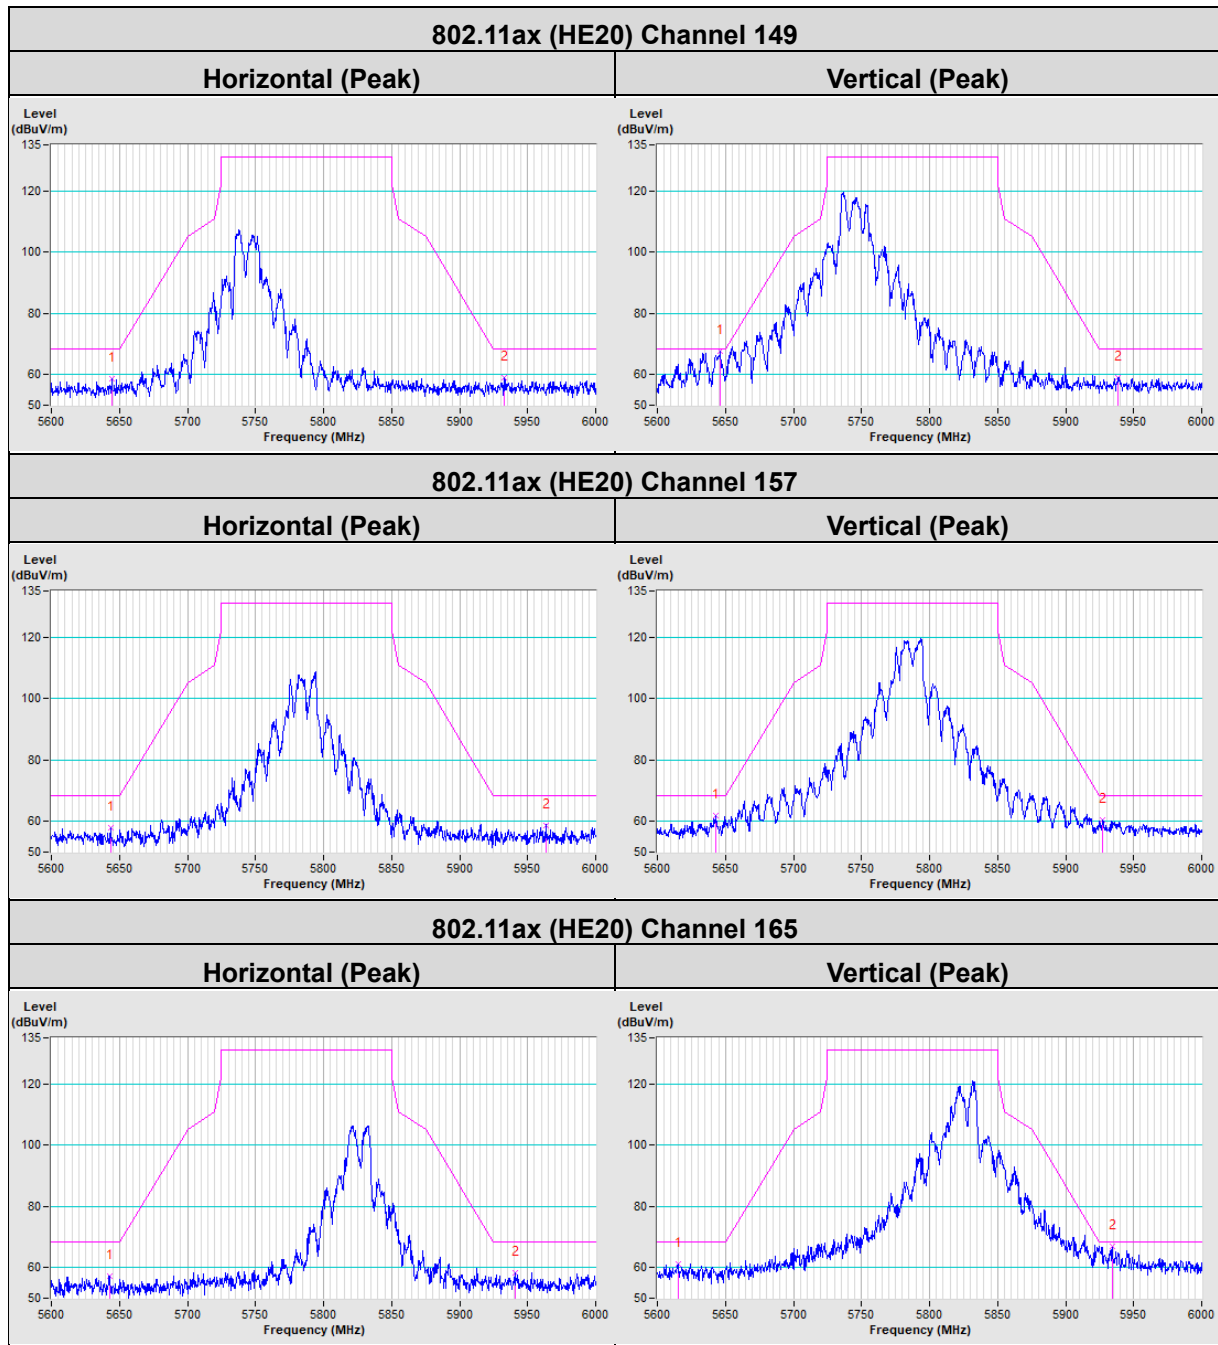 802.11ax (HE20) Channel 149
Horizontal (Peak) Vertical (Peak)
Level Level
(dBuV/m) (dBuV/m)
135 135
120 120
100 100
80 80
1 2 1 2
60 60
50 50
5600 5650 5700 5750 5800 5850 5900 5950 6000 5600 5650 5700 5750 5800 5850 5900 5950 6000
Frequency (MHz) Frequency (MHz)
802.11ax (HE20) Channel 157
Horizontal (Peak) Vertical (Peak)
Level Level
(dBuV/m) (dBuV/m)
135 135
120 120
100 100
80 80
1 2 1 2
60 60
50 50
5600 5650 5700 5750 5800 5850 5900 5950 6000 5600 5650 5700 5750 5800 5850 5900 5950 6000
Frequency (MHz) Frequency (MHz)
802.11ax (HE20) Channel 165
Horizontal (Peak) Vertical (Peak)
Level Level
(dBuV/m) (dBuV/m)
135 135
120 120
100 100
80 80
1 2 1 2
60 60
50 50
5600 5650 5700 5750 5800 5850 5900 5950 6000 5600 5650 5700 5750 5800 5850 5900 5950 6000
Frequency (MHz) Frequency (MHz)